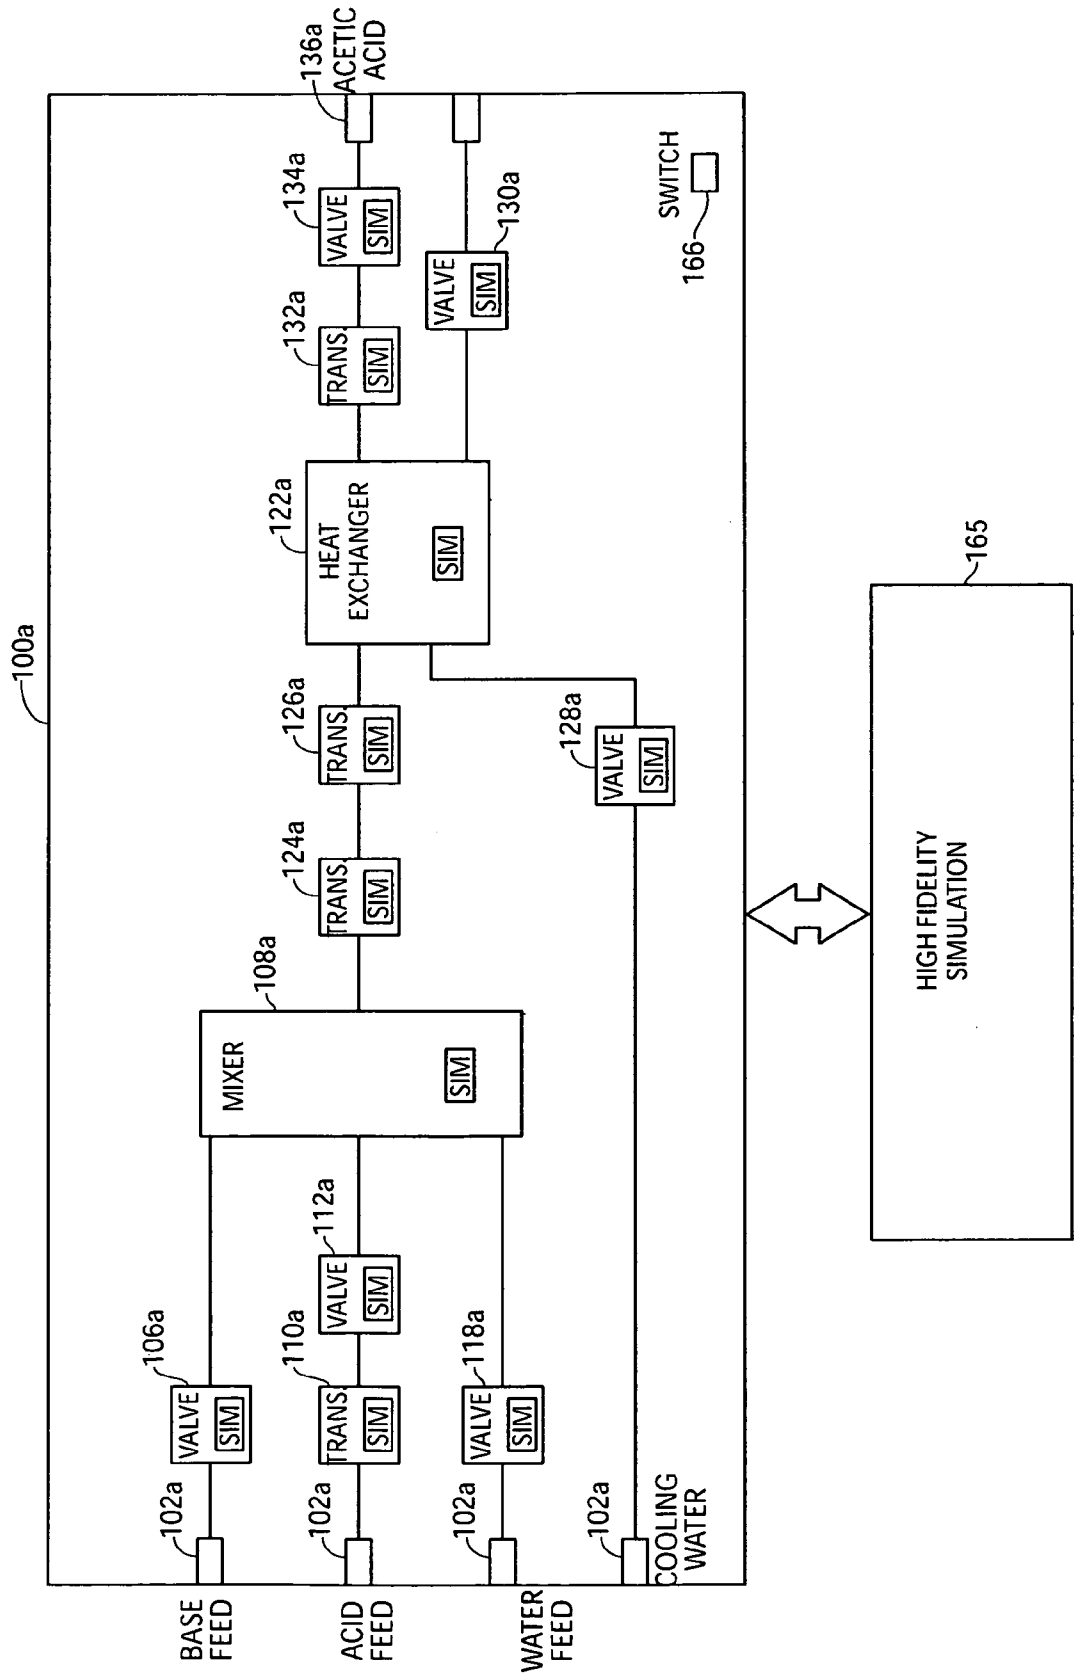 100a
BASE
FEED
102a
VALVE
SIM
106a
ACID
FEED
102a
TRANS.
SIM
110a
VALVE
SIM
112a
WATER
FEED
102a
VALVE
SIM
118a
COOLING
WATER
102a
MIXER
SIM
108a
TRANS.
SIM
124a
TRANS.
SIM
126a
VALVE
SIM
128a
HEAT
EXCHANGER
SIM
122a
TRANS.
SIM
132a
VALVE
SIM
134a
VALVE
SIM
130a
136a
ACETIC
ACID
SWITCH
166
HIGH FIDELITY
SIMULATION
165